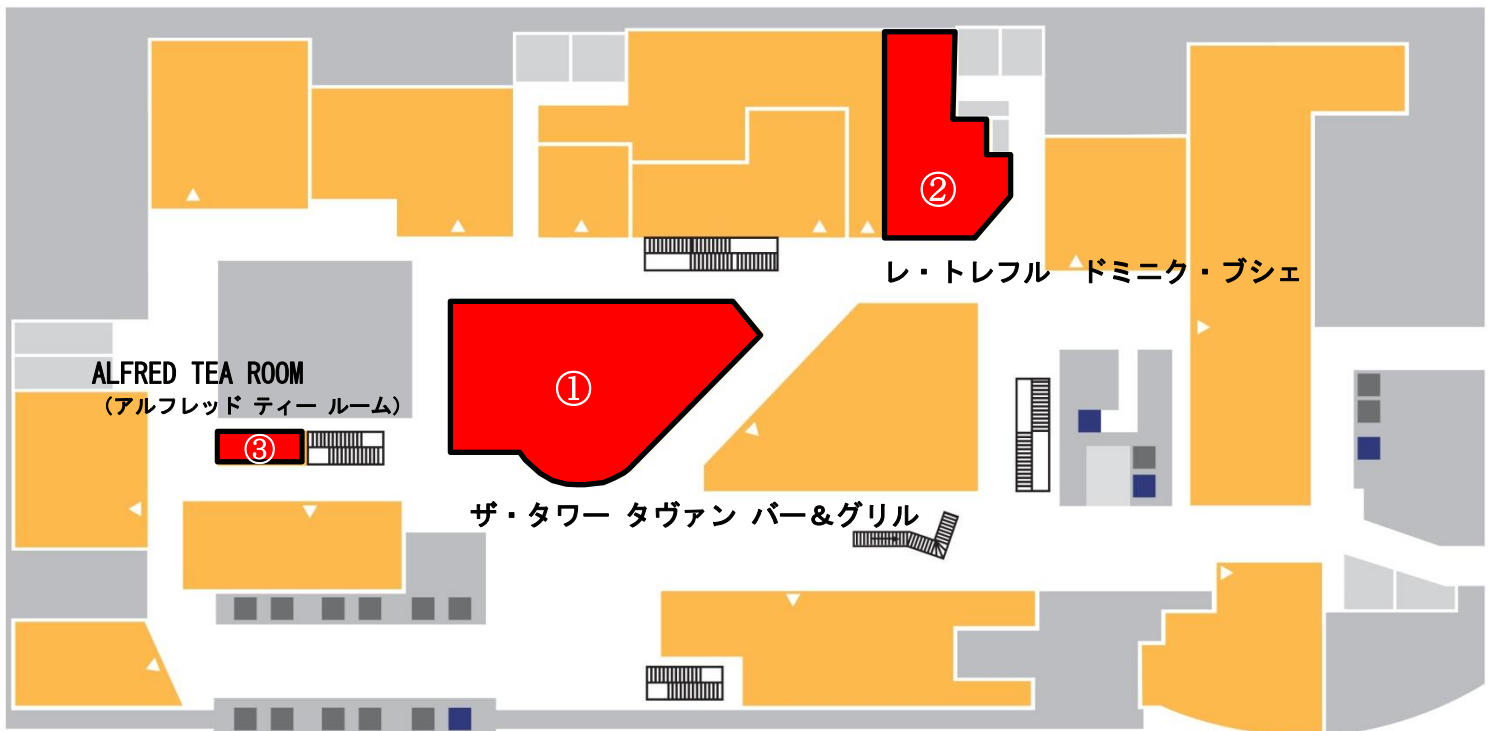 ②
レ・トレフル ドミニク・ブシェ
ALFRED TEA ROOM
（アルフレッド ティー ルーム）
①
③
ザ・タワー タヴァン バー＆グリル